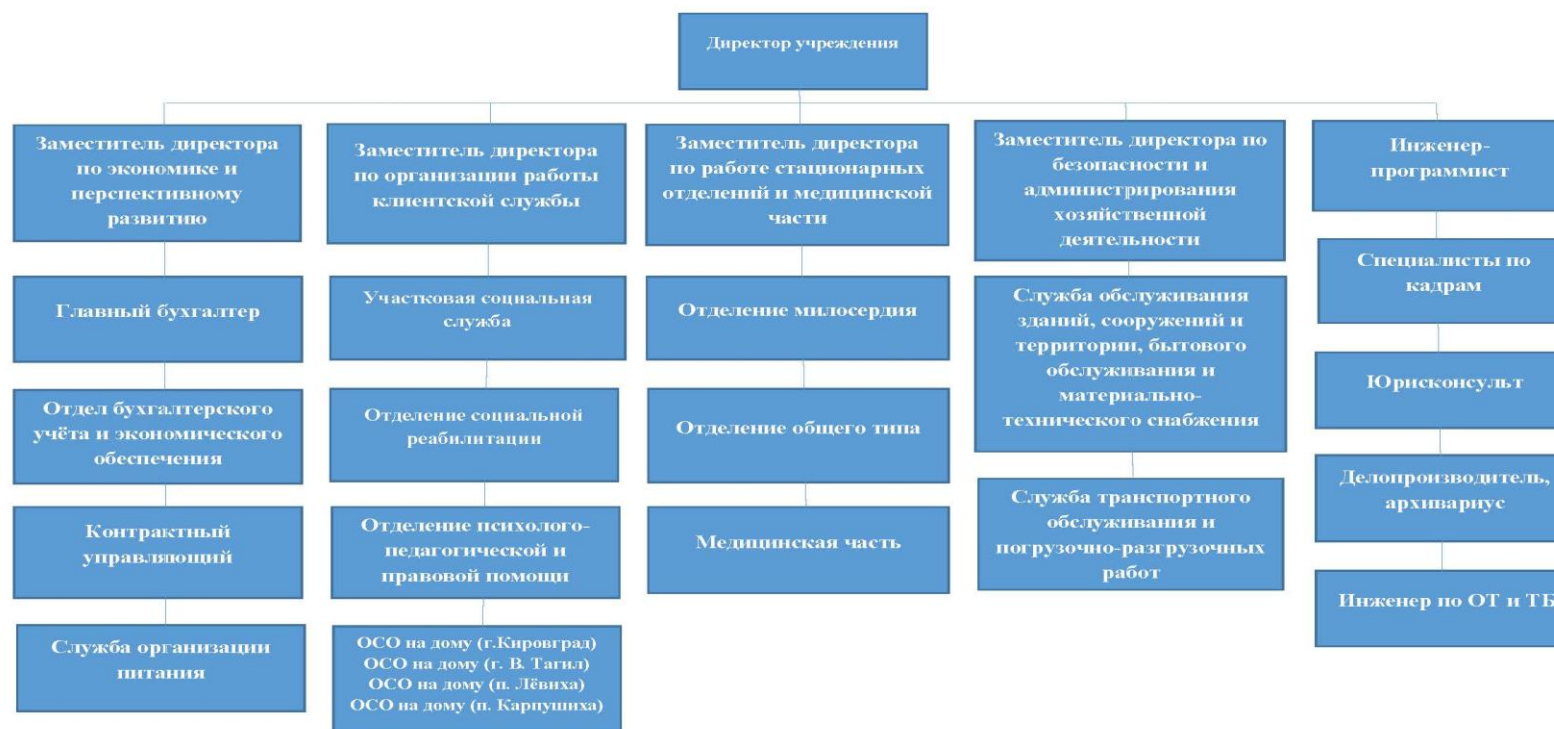 Директор учреждения
Заместитель директора
по экономике и
перспективному
развитию
Главный бухгалтер
Отдел бухгалтерского
учёта и экономического
обеспечения
Контрактный
управляющий
Служба организации
питания
Заместитель директора
по организации работы
клиентской службы
Участковая социальная
служба
Отделение социальной
реабилитации
Отделение психолого-
педагогической и
правовой помощи
ОСО на дому (г.Кировград)
ОСО на дому (г. В. Тагил)
ОСО на дому (п. Лёвиха)
ОСО на дому (п. Карпушиха)
Заместитель директора
по работе стационарных
отделений и медицинской
части
Отделение милосердия
Отделение общего типа
Медицинская часть
Заместитель директора по
безопасности и
администрирования
хозяйственной
деятельности
Служба обслуживания
зданий, сооружений и
территории, бытового
обслуживания и
материально-
технического снабжения
Служба транспортного
обслуживания и
погрузочно-разгрузочных
работ
Инженер-
программист
Специалисты по
кадрам
Юрисконсульт
Делопроизводитель,
архивариус
Инженер по ОТ и ТБ